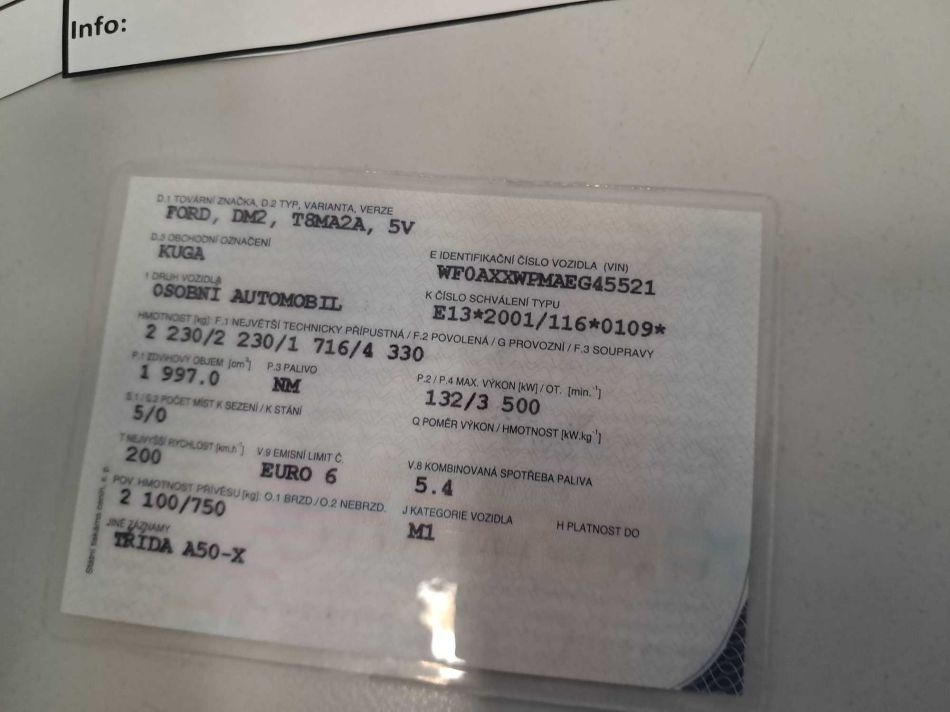 Info:
D.1 TOVÁRNÍ ZNAČKA, D.2 TYP, VARIANTA, VERZE
FORD, DM2, T8MA2A, 5V
D.3 OBCHODNÍ OZNAČENÍ
KUGA
E IDENTIFIKAČNÍ ČÍSLO VOZIDLA (VIN)
WF0AXXWPMAEG45521
1 DRUH VOZIDLA
OSOBNÍ AUTOMOBIL
K ČÍSLO SCHVÁLENÍ TYPU
E13*2001/116*0109*
HMOTNOST [kg]: F.1 NEJVĚTŠÍ TECHNICKY PŘÍPUSTNÁ / F.2 POVOLENÁ / G PROVOZNÍ / F.3 SOUPRAVY
2 230/2 230/1 716/4 330
P.1 ZDVIHOVÝ OBJEM [cm³] P.3 PALIVO
1 997.0 NM
P.2 / P.4 MAX. VÝKON [kW] / OT. [min.⁻¹]
132/3 500
S.1 / S.2 POČET MÍST K SEZENÍ / K STÁNÍ
5/0
Q POMĚR VÝKON / HMOTNOST [kW.kg⁻¹]
T NEJVYŠŠÍ RYCHLOST [km.h⁻¹] V.9 EMISNÍ LIMIT Č.
200 EURO 6
V.8 KOMBINOVANÁ SPOTŘEBA PALIVA
5.4
POV. HMOTNOST PŘÍVĚSU [kg]: O.1 BRZD./O.2 NEBRZD.
2 100/750
J KATEGORIE VOZIDLA H PLATNOST DO
M1
JINÉ ZÁZNAMY
TŘÍDA A50-X
Státní tiskárna cenin, s. p.